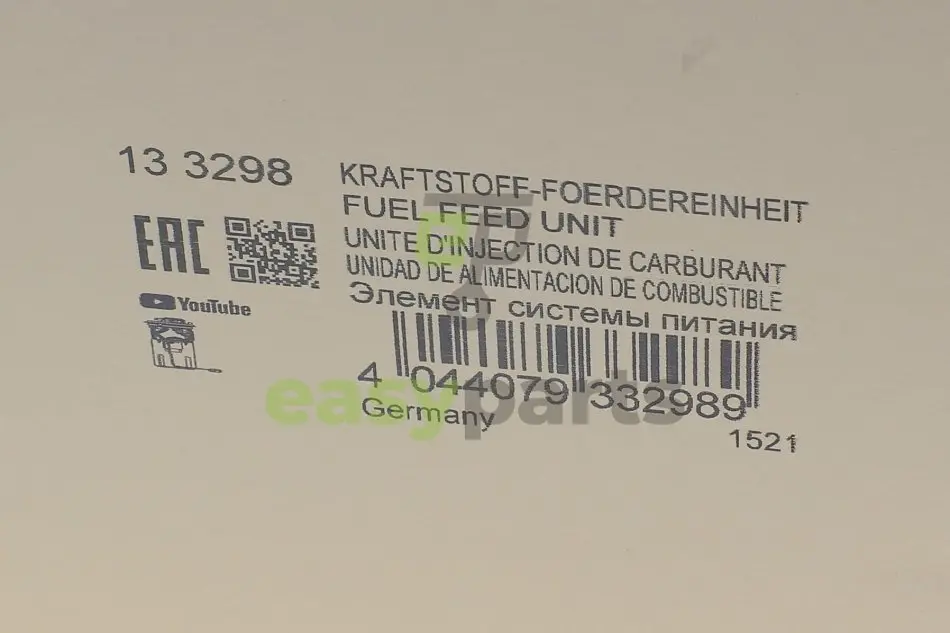 13 3298
KRAFTSTOFF-FOERDEREINHEIT
FUEL FEED UNIT
UNITE D'INJECTION DE CARBURANT
UNIDAD DE ALIMENTACION DE COMBUSTIBLE
Элемент системы питания
EAC
YouTube
4 044079 332989
Germany
1521
easyparts